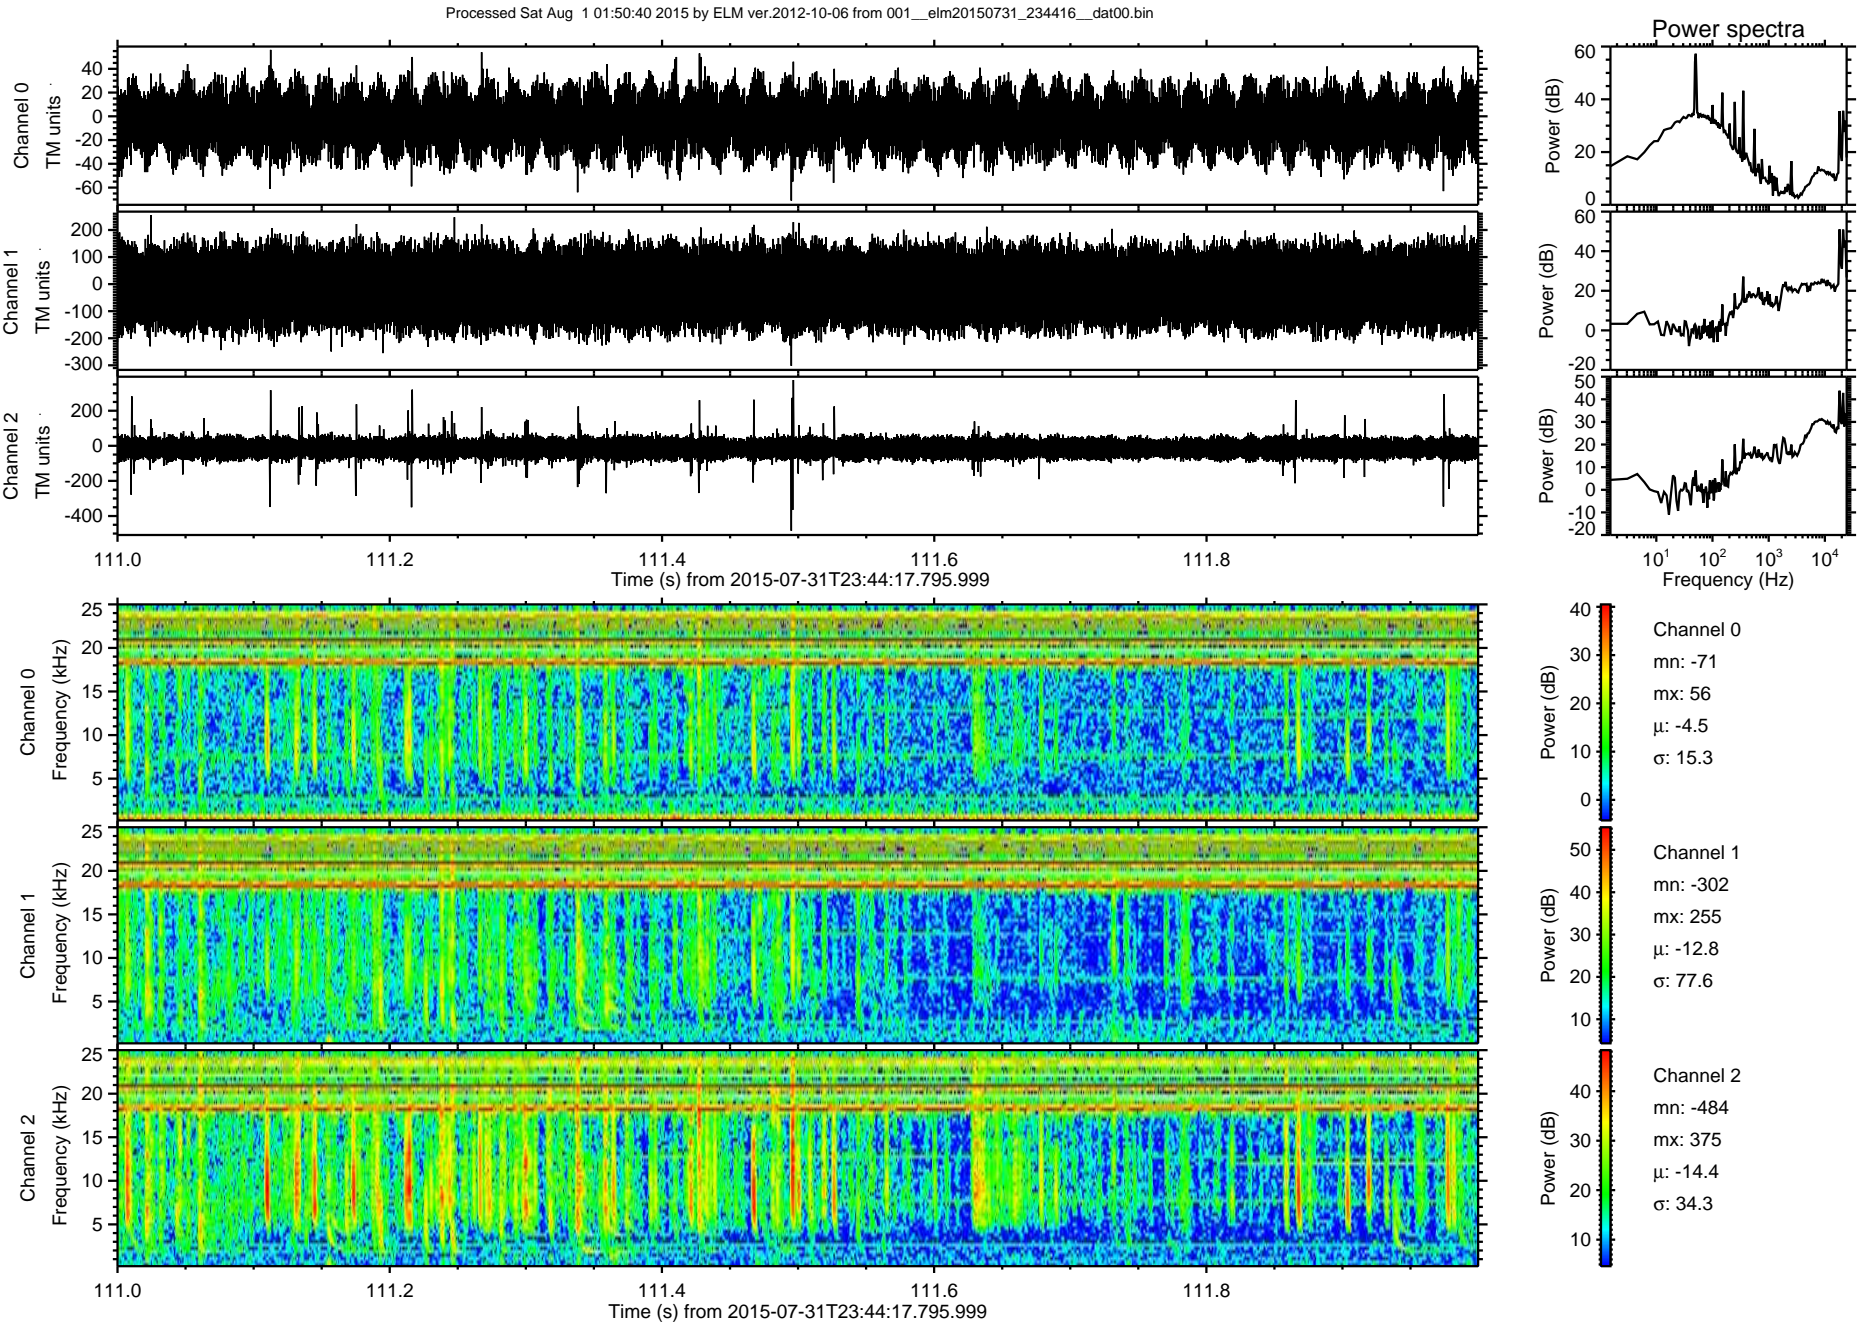 Processed Sat Aug  1 01:50:40 2015 by ELM ver.2012-10-06 from 001__elm20150731_234416__dat00.bin
Power spectra
Channel 0
TM units
40
20
0
-20
-40
-60
Power (dB)
60
40
20
0
Channel 1
TM units
200
100
0
-100
-200
-300
Power (dB)
60
40
20
0
-20
Channel 2
TM units
200
0
-200
-400
Power (dB)
50
40
30
20
10
0
-10
-20
111.0 111.2 111.4 111.6 111.8
Time (s) from 2015-07-31T23:44:17.795.999
10^1 10^2 10^3 10^4
Frequency (Hz)
Channel 0
Frequency (kHz)
25
20
15
10
5
Power (dB)
40
30
20
10
0
Channel 0
mn: -71
mx: 56
μ: -4.5
σ: 15.3
Channel 1
Frequency (kHz)
25
20
15
10
5
Power (dB)
50
40
30
20
10
Channel 1
mn: -302
mx: 255
μ: -12.8
σ: 77.6
Channel 2
Frequency (kHz)
25
20
15
10
5
Power (dB)
40
30
20
10
Channel 2
mn: -484
mx: 375
μ: -14.4
σ: 34.3
111.0 111.2 111.4 111.6 111.8
Time (s) from 2015-07-31T23:44:17.795.999